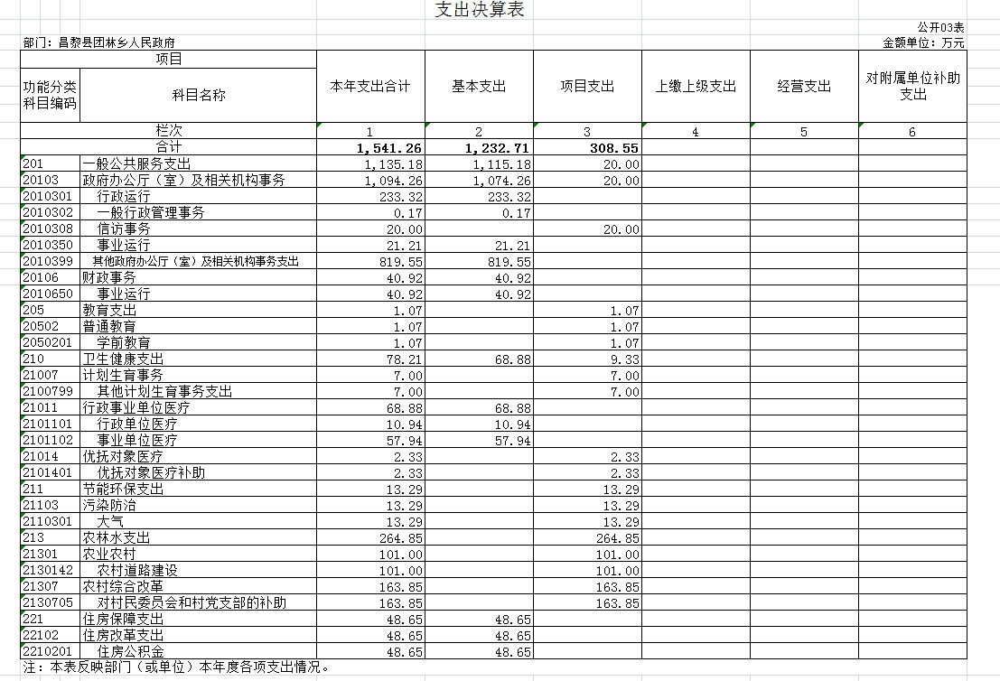 支出决算表
公开03表
部门：昌黎县团林乡人民政府 金额单位：万元
项目 本年支出合计 基本支出 项目支出 上缴上级支出 经营支出 对附属单位补助支出
功能分类科目编码 科目名称
栏次 1 2 3 4 5 6
合计 1,541.26 1,232.71 308.55
201 一般公共服务支出 1,135.18 1,115.18 20.00
20103 政府办公厅（室）及相关机构事务 1,094.26 1,074.26 20.00
2010301 行政运行 233.32 233.32
2010302 一般行政管理事务 0.17 0.17
2010308 信访事务 20.00 20.00
2010350 事业运行 21.21 21.21
2010399 其他政府办公厅（室）及相关机构事务支出 819.55 819.55
20106 财政事务 40.92 40.92
2010650 事业运行 40.92 40.92
205 教育支出 1.07 1.07
20502 普通教育 1.07 1.07
2050201 学前教育 1.07 1.07
210 卫生健康支出 78.21 68.88 9.33
21007 计划生育事务 7.00 7.00
2100799 其他计划生育事务支出 7.00 7.00
21011 行政事业单位医疗 68.88 68.88
2101101 行政单位医疗 10.94 10.94
2101102 事业单位医疗 57.94 57.94
21014 优抚对象医疗 2.33 2.33
2101401 优抚对象医疗补助 2.33 2.33
211 节能环保支出 13.29 13.29
21103 污染防治 13.29 13.29
2110301 大气 13.29 13.29
213 农林水支出 264.85 264.85
21301 农业农村 101.00 101.00
2130142 农村道路建设 101.00 101.00
21307 农村综合改革 163.85 163.85
2130705 对村民委员会和村党支部的补助 163.85 163.85
221 住房保障支出 48.65 48.65
22102 住房改革支出 48.65 48.65
2210201 住房公积金 48.65 48.65
注：本表反映部门（或单位）本年度各项支出情况。